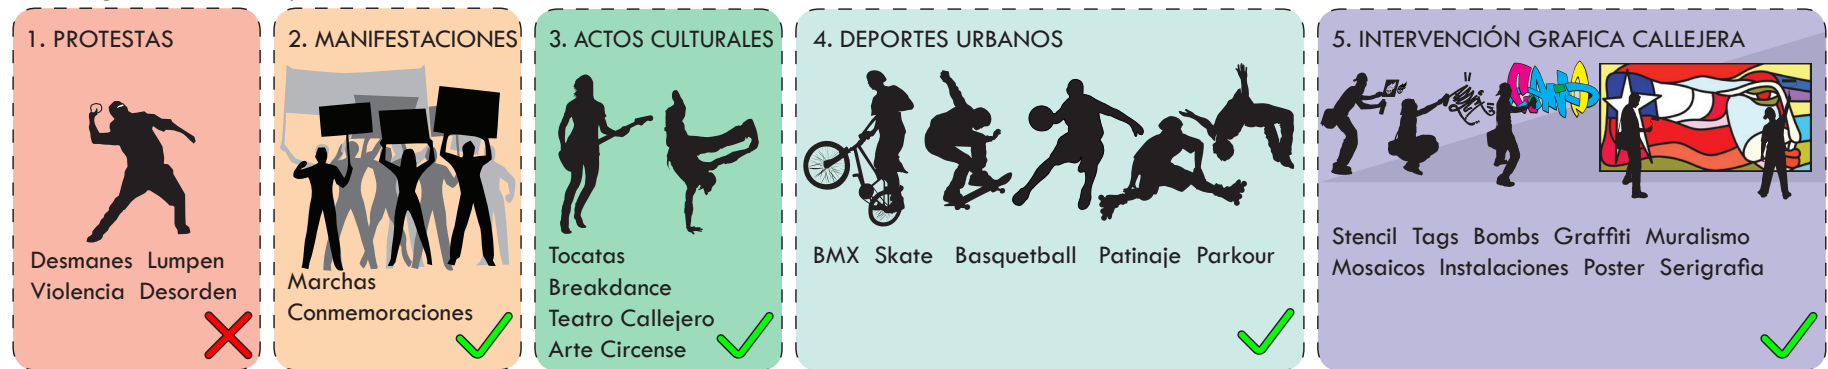 1. PROTESTAS
Desmanes Lumpen
Violencia Desorden
2. MANIFESTACIONES
Marchas
Conmemoraciones
3. ACTOS CULTURALES
Tocatas
Breakdance
Teatro Callejero
Arte Circense
4. DEPORTES URBANOS
BMX Skate Basquetball Patinaje Parkour
5. INTERVENCIÓN GRAFICA CALLEJERA
Stencil Tags Bombs Graffiti Muralismo
Mosaicos Instalaciones Poster Serigrafia